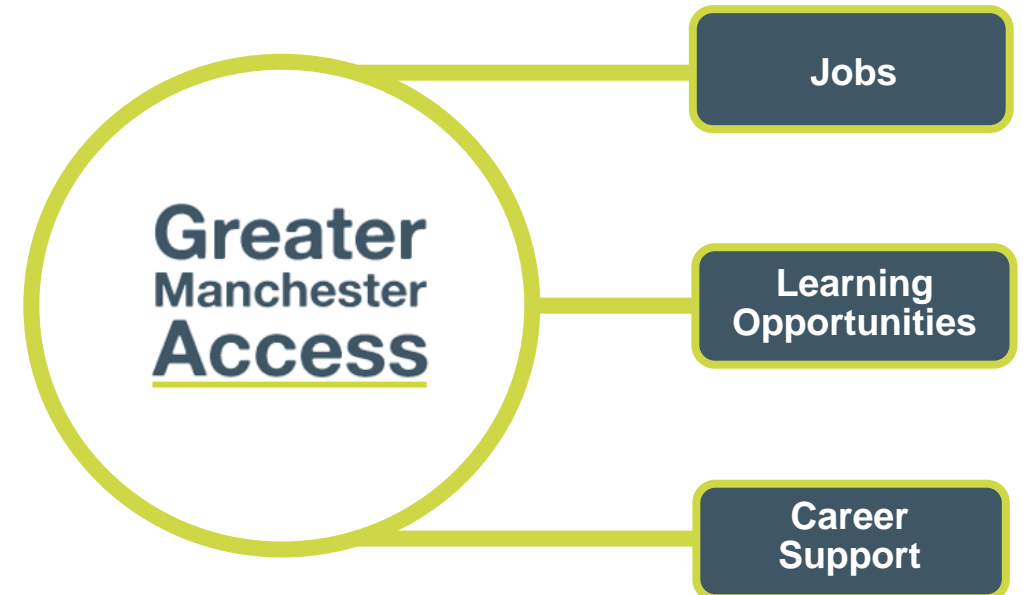 Greater
Manchester
Access
Jobs
Learning
Opportunities
Career
Support